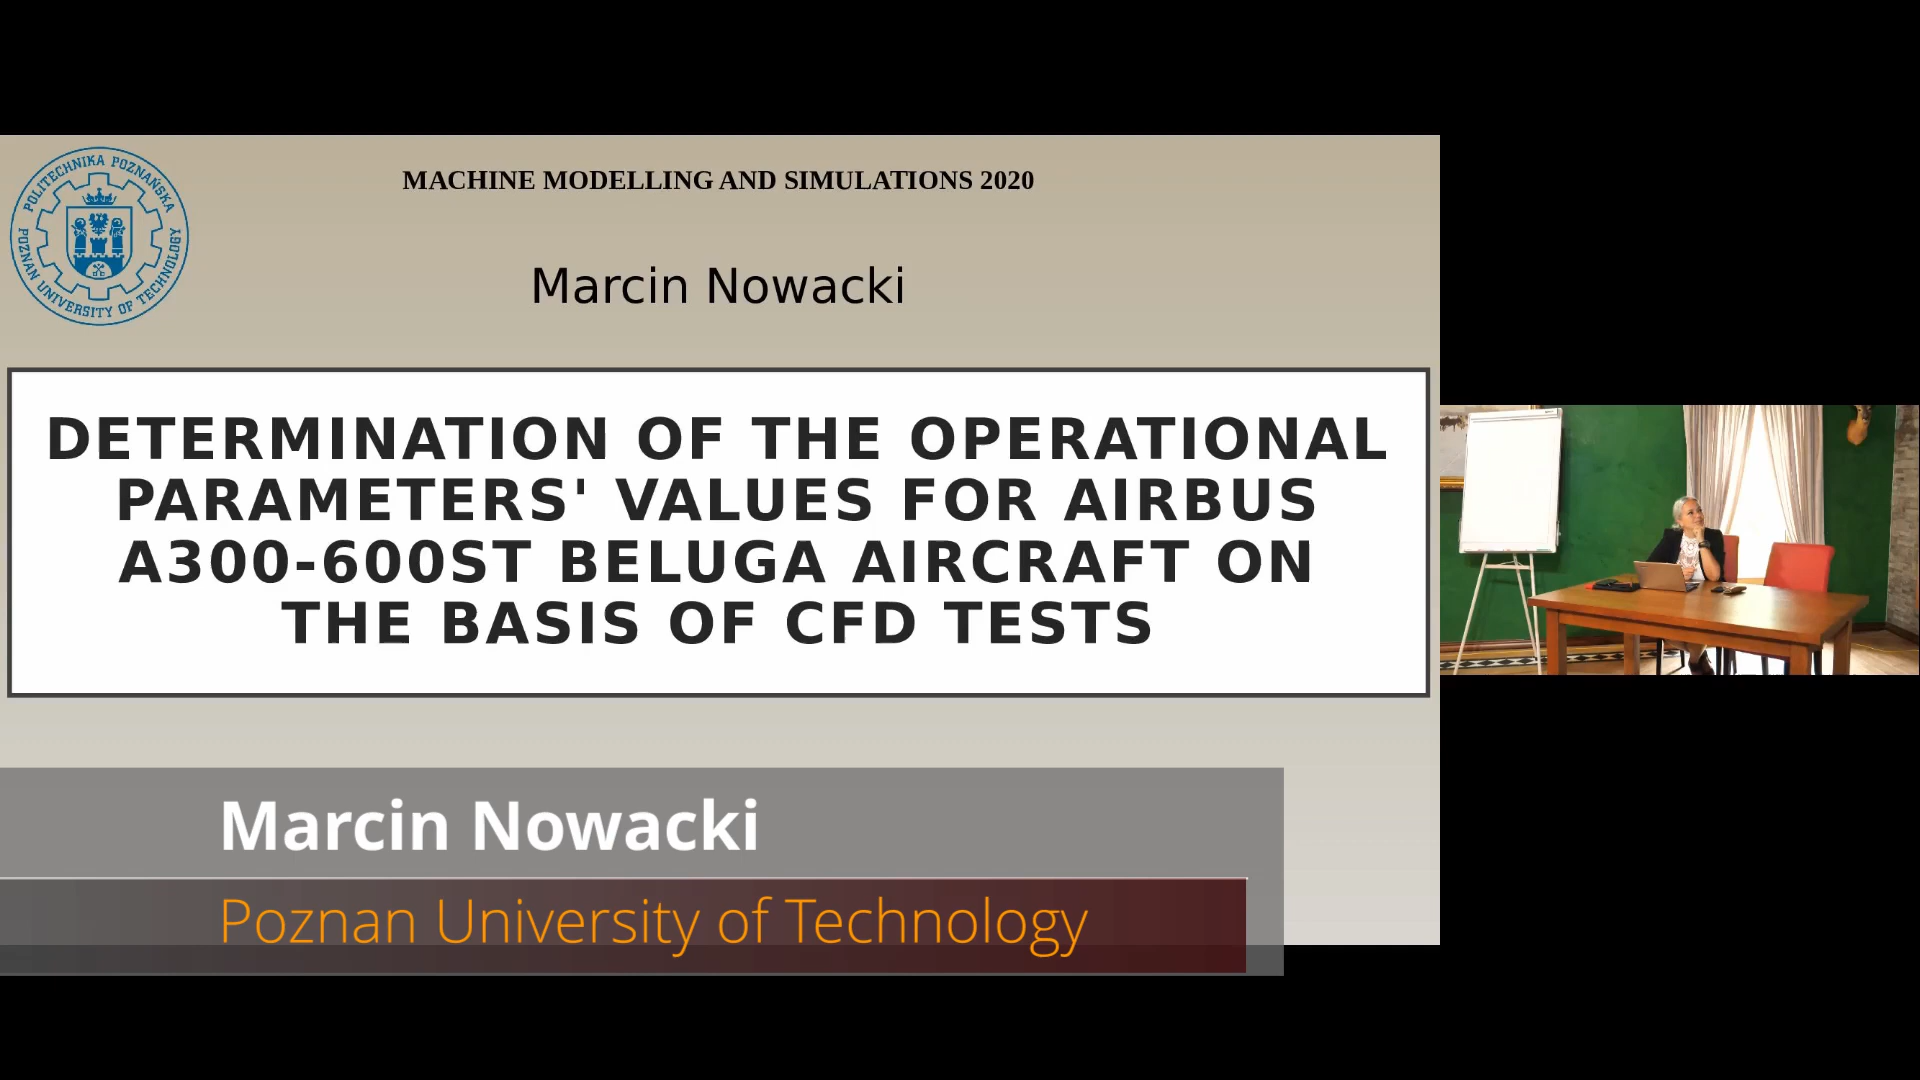 POLITECHNIKA POZNAŃSKA
POZNAN UNIVERSITY OF TECHNOLOGY
MACHINE MODELLING AND SIMULATIONS 2020
Marcin Nowacki
DETERMINATION OF THE OPERATIONAL
PARAMETERS' VALUES FOR AIRBUS
A300-600ST BELUGA AIRCRAFT ON
THE BASIS OF CFD TESTS
Marcin Nowacki
Poznan University of Technology